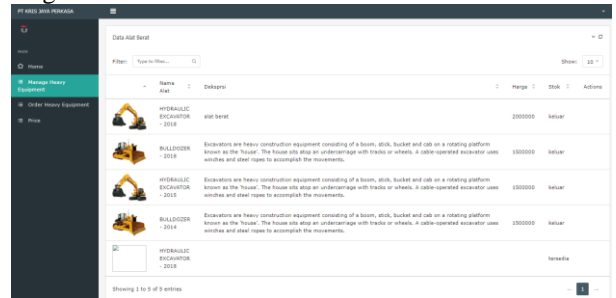 PT KRIS JAYA PERKASA
Data Alat Berat
Filter: Type to filter... Show: 10
Home
Manage Heavy
Equipment
Order Heavy Equipment
Price
Nama
Alat Deksprsi Harga Stok Actions
HYDRAULIC
EXCAVATOR
- 2018 alat berat 2000000 keluar
BULLDOZER
- 2018 Excavators are heavy construction equipment consisting of a boom, stick, bucket and cab on a rotating platform
known as the 'house'. The house sits atop an undercarriage with tracks or wheels. A cable-operated excavator uses
winches and steel ropes to accomplish the movements. 1500000 keluar
HYDRAULIC
EXCAVATOR
- 2015 Excavators are heavy construction equipment consisting of a boom, stick, bucket and cab on a rotating platform
known as the 'house'. The house sits atop an undercarriage with tracks or wheels. A cable-operated excavator uses
winches and steel ropes to accomplish the movements. 1500000 keluar
BULLDOZER
- 2014 Excavators are heavy construction equipment consisting of a boom, stick, bucket and cab on a rotating platform
known as the 'house'. The house sits atop an undercarriage with tracks or wheels. A cable-operated excavator uses
winches and steel ropes to accomplish the movements. 1500000 keluar
HYDRAULIC
EXCAVATOR
- 2016 tersedia
Showing 1 to 5 of 5 entries 1